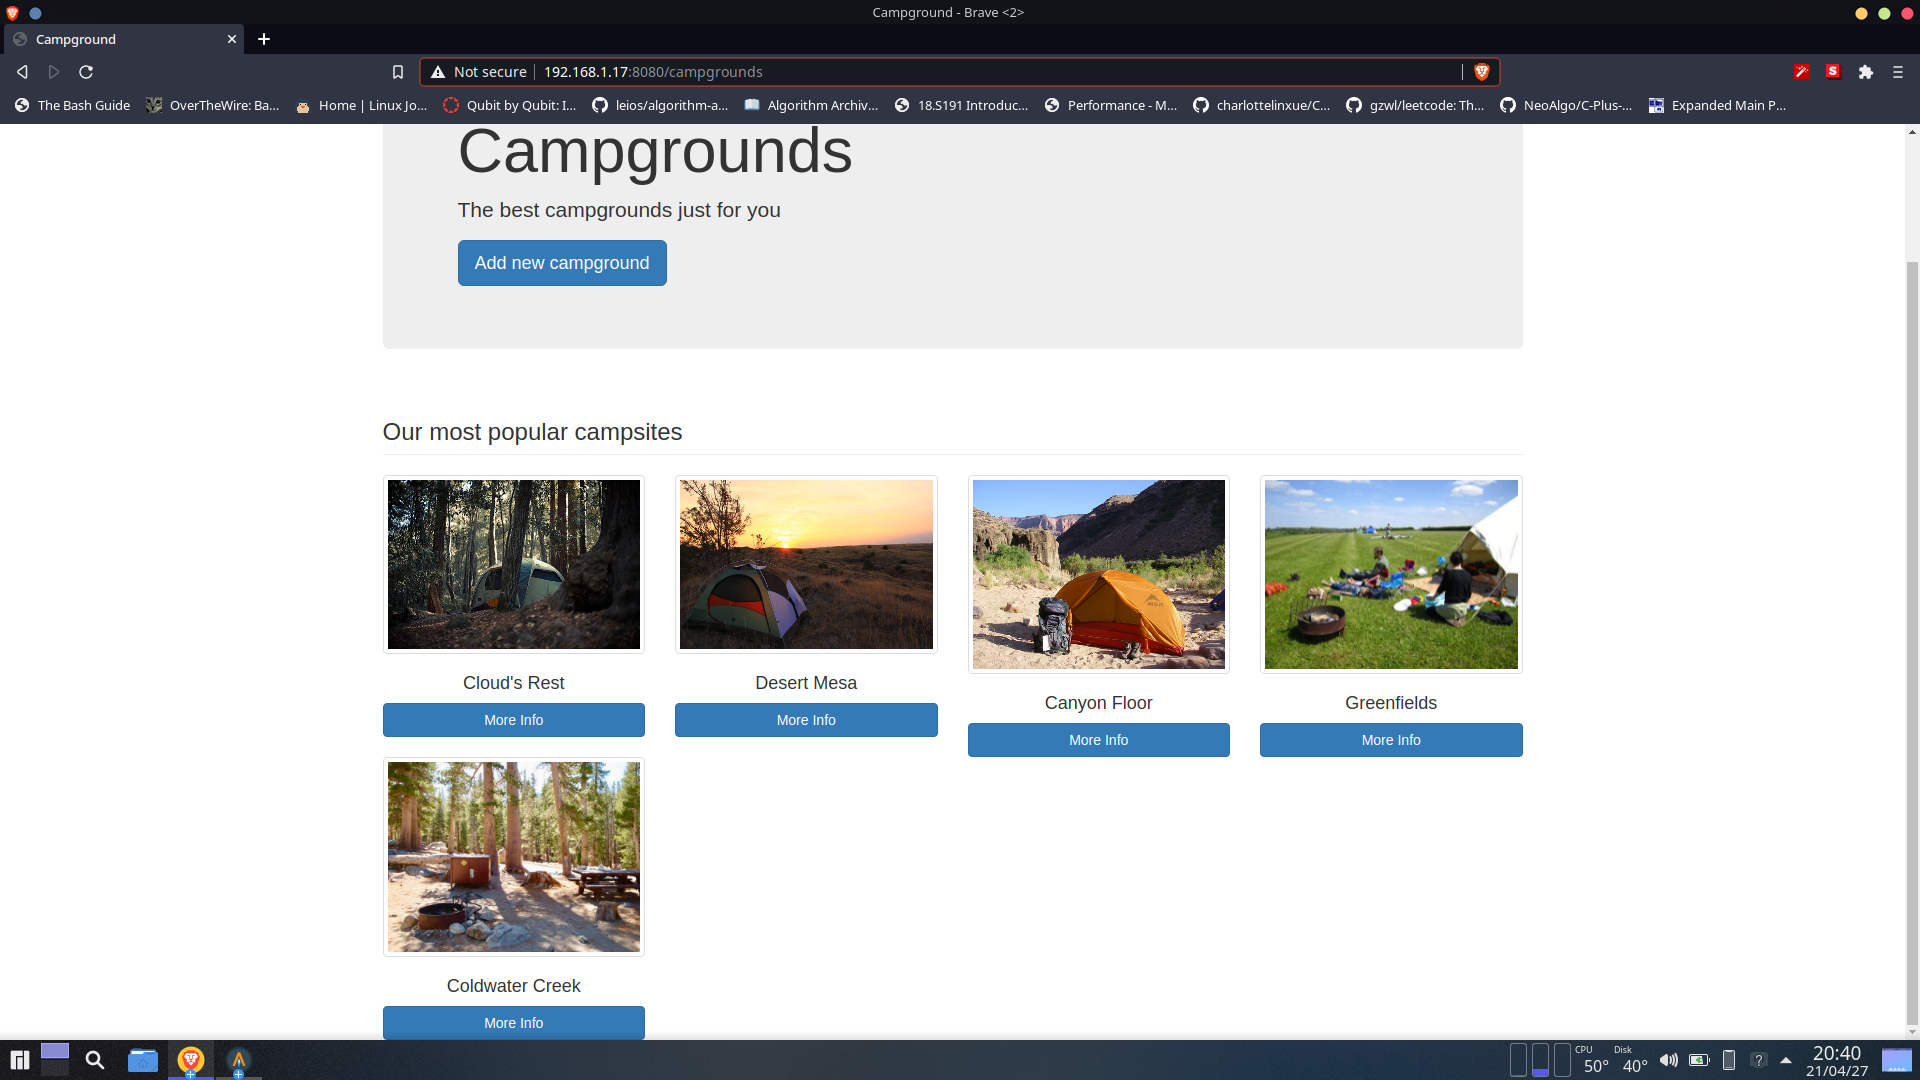 Campground - Brave <2>
Campground
Not secure 192.168.1.17:8080/campgrounds
The Bash Guide OverTheWire: Ba... Home | Linux Jo... Qubit by Qubit: I... leios/algorithm-a... Algorithm Archiv... 18.S191 Introduc... Performance - M... charlottelinxue/C... gzwl/leetcode: Th... NeoAlgo/C-Plus-... Expanded Main P...
Campgrounds
The best campgrounds just for you
Add new campground
Our most popular campsites
Cloud's Rest
More Info
Desert Mesa
More Info
Canyon Floor
More Info
Greenfields
More Info
Coldwater Creek
More Info
CPU 50° Disk 40°
20:40
21/04/27